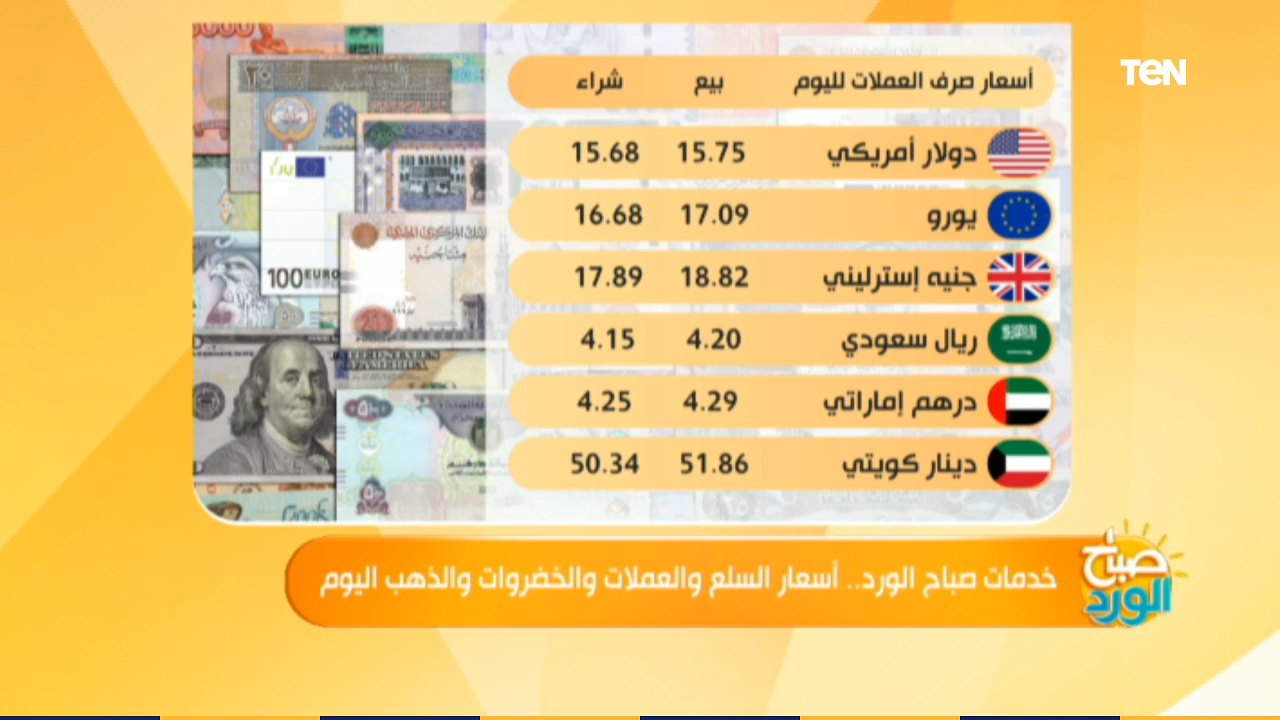 TEN
أسعار صرف العملات لليوم بيع شراء
دولار أمريكي 15.75 15.68
يورو 17.09 16.68
جنيه إسترليني 18.82 17.89
ريال سعودي 4.20 4.15
درهم إماراتي 4.29 4.25
دينار كويتي 51.86 50.34
100 EURO
خدمات صباح الورد.. أسعار السلع والعملات والخضروات والذهب اليوم
صباح
الورد